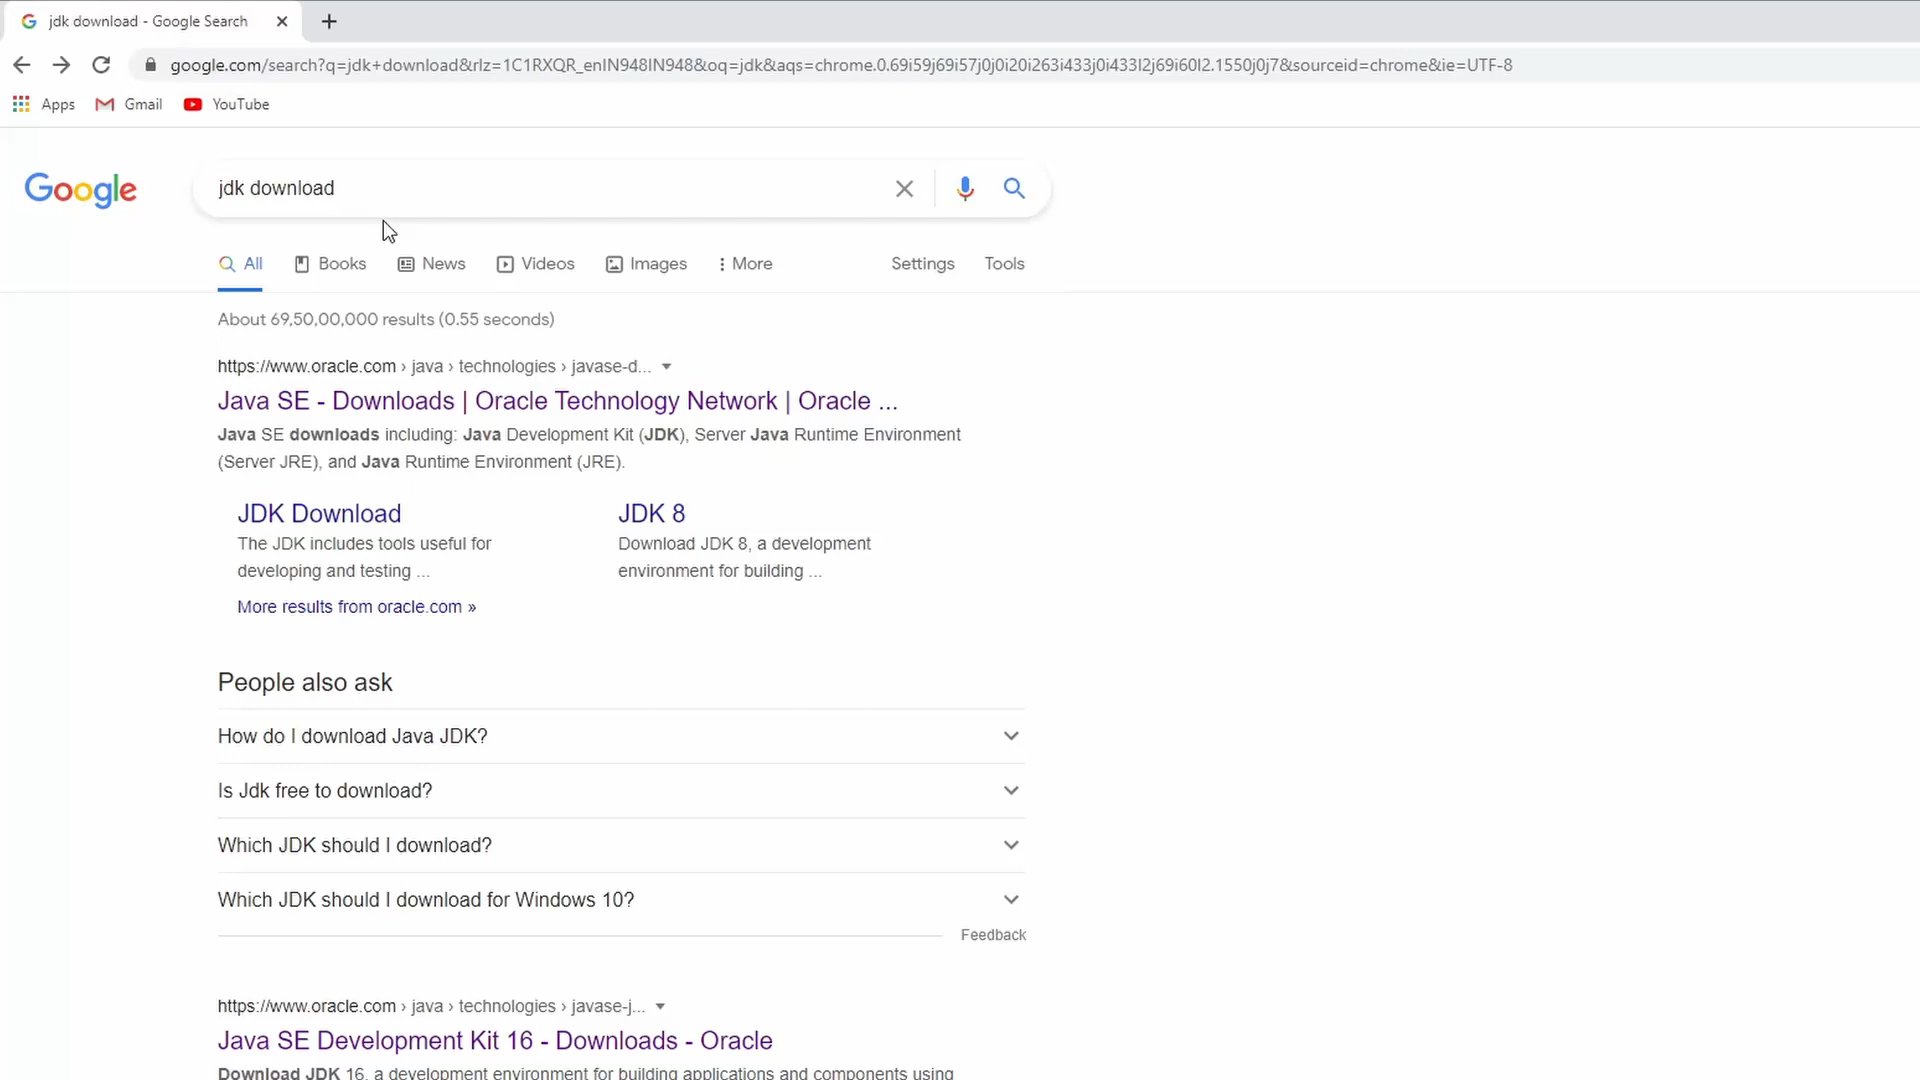 jdk download - Google Search
google.com/search?q=jdk+download&rlz=1C1RXQR_enIN948IN948&oq=jdk&aqs=chrome.0.69i59j69i57j0j0i20i263i433j0i433l2j69i60l2.1550j0j7&sourceid=chrome&ie=UTF-8
Apps Gmail YouTube
Google jdk download
All Books News Videos Images More Settings Tools
About 69,50,00,000 results (0.55 seconds)
https://www.oracle.com › java › technologies › javase-d...
Java SE - Downloads | Oracle Technology Network | Oracle ...
Java SE downloads including: Java Development Kit (JDK), Server Java Runtime Environment
(Server JRE), and Java Runtime Environment (JRE).
JDK Download JDK 8
The JDK includes tools useful for Download JDK 8, a development
developing and testing ... environment for building ...
More results from oracle.com »
People also ask
How do I download Java JDK?
Is Jdk free to download?
Which JDK should I download?
Which JDK should I download for Windows 10?
Feedback
https://www.oracle.com › java › technologies › javase-j...
Java SE Development Kit 16 - Downloads - Oracle
Download JDK 16, a development environment for building applications and components using